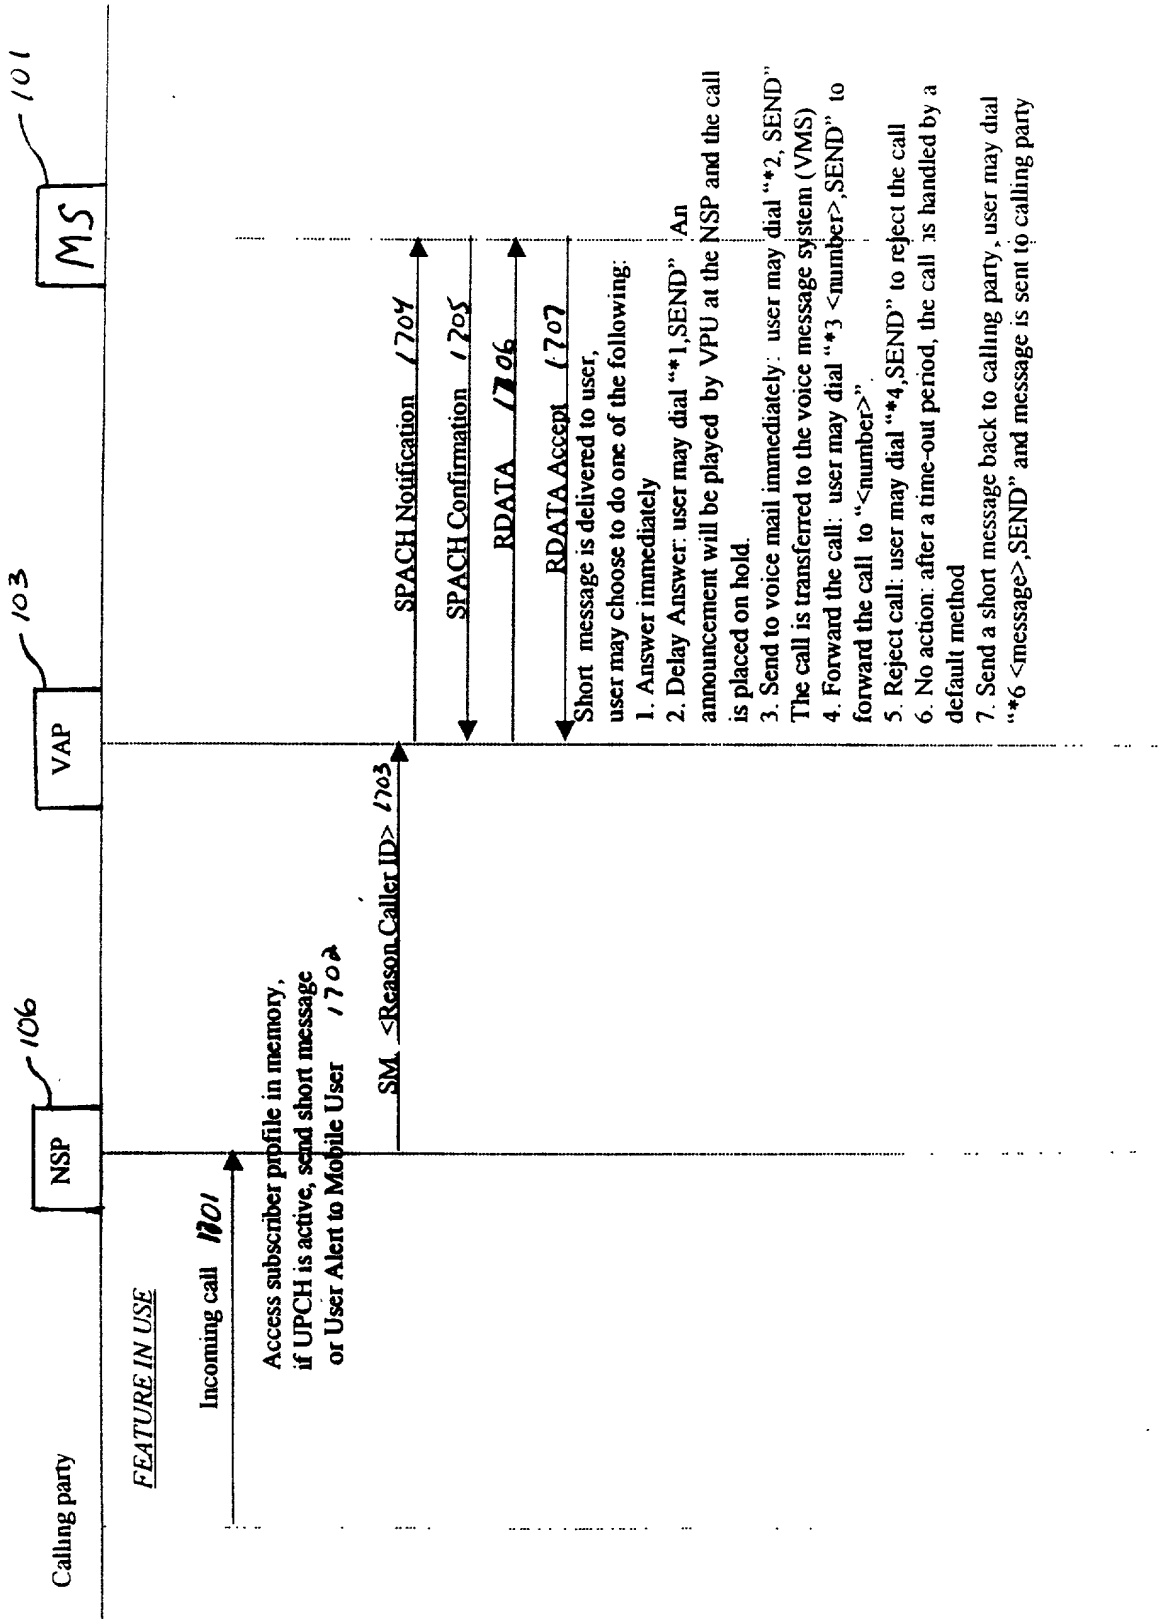 Calling party
NSP
106
VAP
103
MS
101
FEATURE IN USE
Incoming call 1701
Access subscriber profile in memory,
if UPCH is active, send short message
or User Alert to Mobile User 1702
SM, <Reason,Caller ID> 1703
SPACH Notification 1704
SPACH Confirmation 1705
RDATA 1706
RDATA Accept 1707
Short message is delivered to user,
user may choose to do one of the following:
1. Answer immediately
2. Delay Answer: user may dial “*1,SEND” An
announcement will be played by VPU at the NSP and the call
is placed on hold.
3. Send to voice mail immediately: user may dial “*2, SEND”
The call is transferred to the voice message system (VMS)
4. Forward the call: user may dial “*3 <number>,SEND” to
forward the call to “<number>”.
5. Reject call: user may dial “*4,SEND” to reject the call
6. No action: after a time-out period, the call is handled by a
default method
7. Send a short message back to calling party, user may dial
“*6 <message>,SEND” and message is sent to calling party